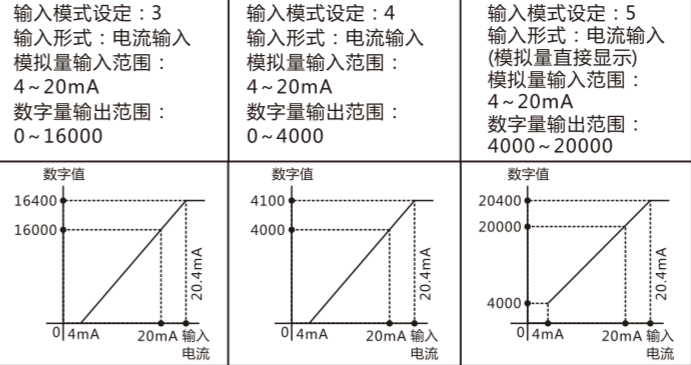 输入模式设定：3
输入形式：电流输入
模拟量输入范围：
4~20mA
数字量输出范围：
0~16000
输入模式设定：4
输入形式：电流输入
模拟量输入范围：
4~20mA
数字量输出范围：
0~4000
输入模式设定：5
输入形式：电流输入
(模拟量直接显示)
模拟量输入范围：
4~20mA
数字量输出范围：
4000~20000
数字值
16400
16000
20.4mA
0 4mA 20mA 输入
电流
数字值
4100
4000
20.4mA
0 4mA 20mA 输入
电流
数字值
20400
20000
4000
20.4mA
0 4mA 20mA 输入
电流